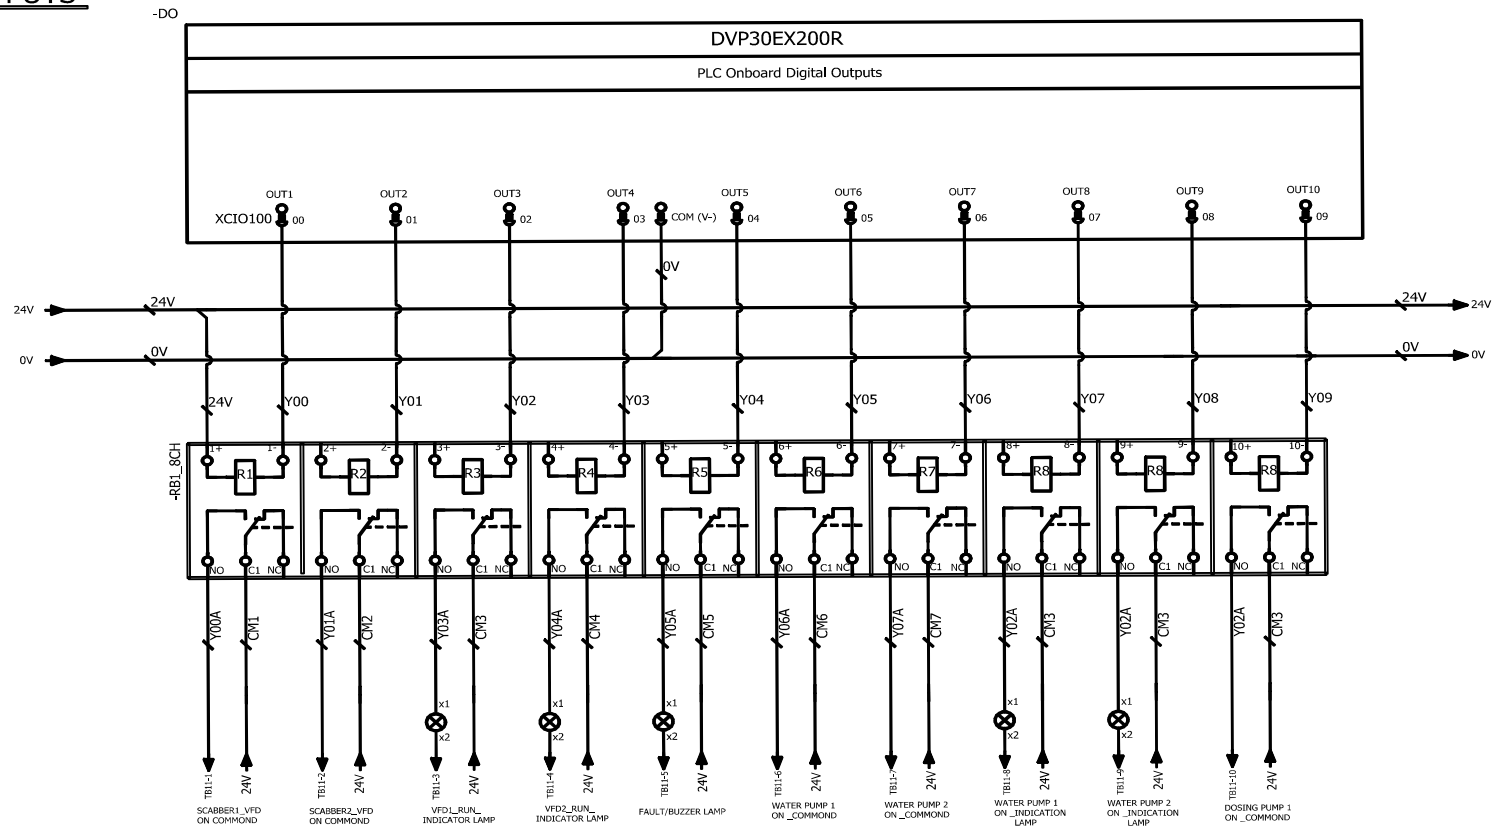 -DO
DVP30EX200R
PLC Onboard Digital Outputs
OUT1 OUT2 OUT3 OUT4 OUT5 OUT6 OUT7 OUT8 OUT9 OUT10
XCIO100 00 01 02 03 COM (V-) 04 05 06 07 08 09
0V
24V 24V 24V 24V
0V 0V 0V 0V
24V Y00 Y01 Y02 Y03 Y04 Y05 Y06 Y07 Y08 Y09
-RB1_8CH
1+ 1- 2+ 2- 3+ 3- 4+ 4- 5+ 5- 6+ 6- 7+ 7- 8+ 8- 9+ 9- 10+ 10-
R1 R2 R3 R4 R5 R6 R7 R8 R8 R8
NO C1 NC NO C1 NC NO C1 NC NO C1 NC NO C1 NC NO C1 NC NO C1 NC NO C1 NC NO C1 NC NO C1 NC
Y00A CM1 Y01A CM2 Y03A CM3 Y04A CM4 Y05A CM5 Y06A CM6 Y07A CM7 Y02A CM3 Y02A CM3 Y02A CM3
x1 x1 x1 x1 x1
x2 x2 x2 x2 x2
TB11-1 24V TB11-2 24V TB11-3 24V TB11-4 24V TB11-5 24V TB11-6 24V TB11-7 24V TB11-8 24V TB11-9 24V TB11-10 24V
SCABBER1_VFD
ON COMMOND
SCABBER2_VFD
ON COMMOND
VFD1_RUN_
INDICATOR LAMP
VFD2_RUN_
INDICATOR LAMP
FAULT/BUZZER LAMP
WATER PUMP 1
ON _COMMOND
WATER PUMP 2
ON _COMMOND
WATER PUMP 1
ON _INDICATION
LAMP
WATER PUMP 2
ON _INDICATION
LAMP
DOSING PUMP 1
ON _COMMOND